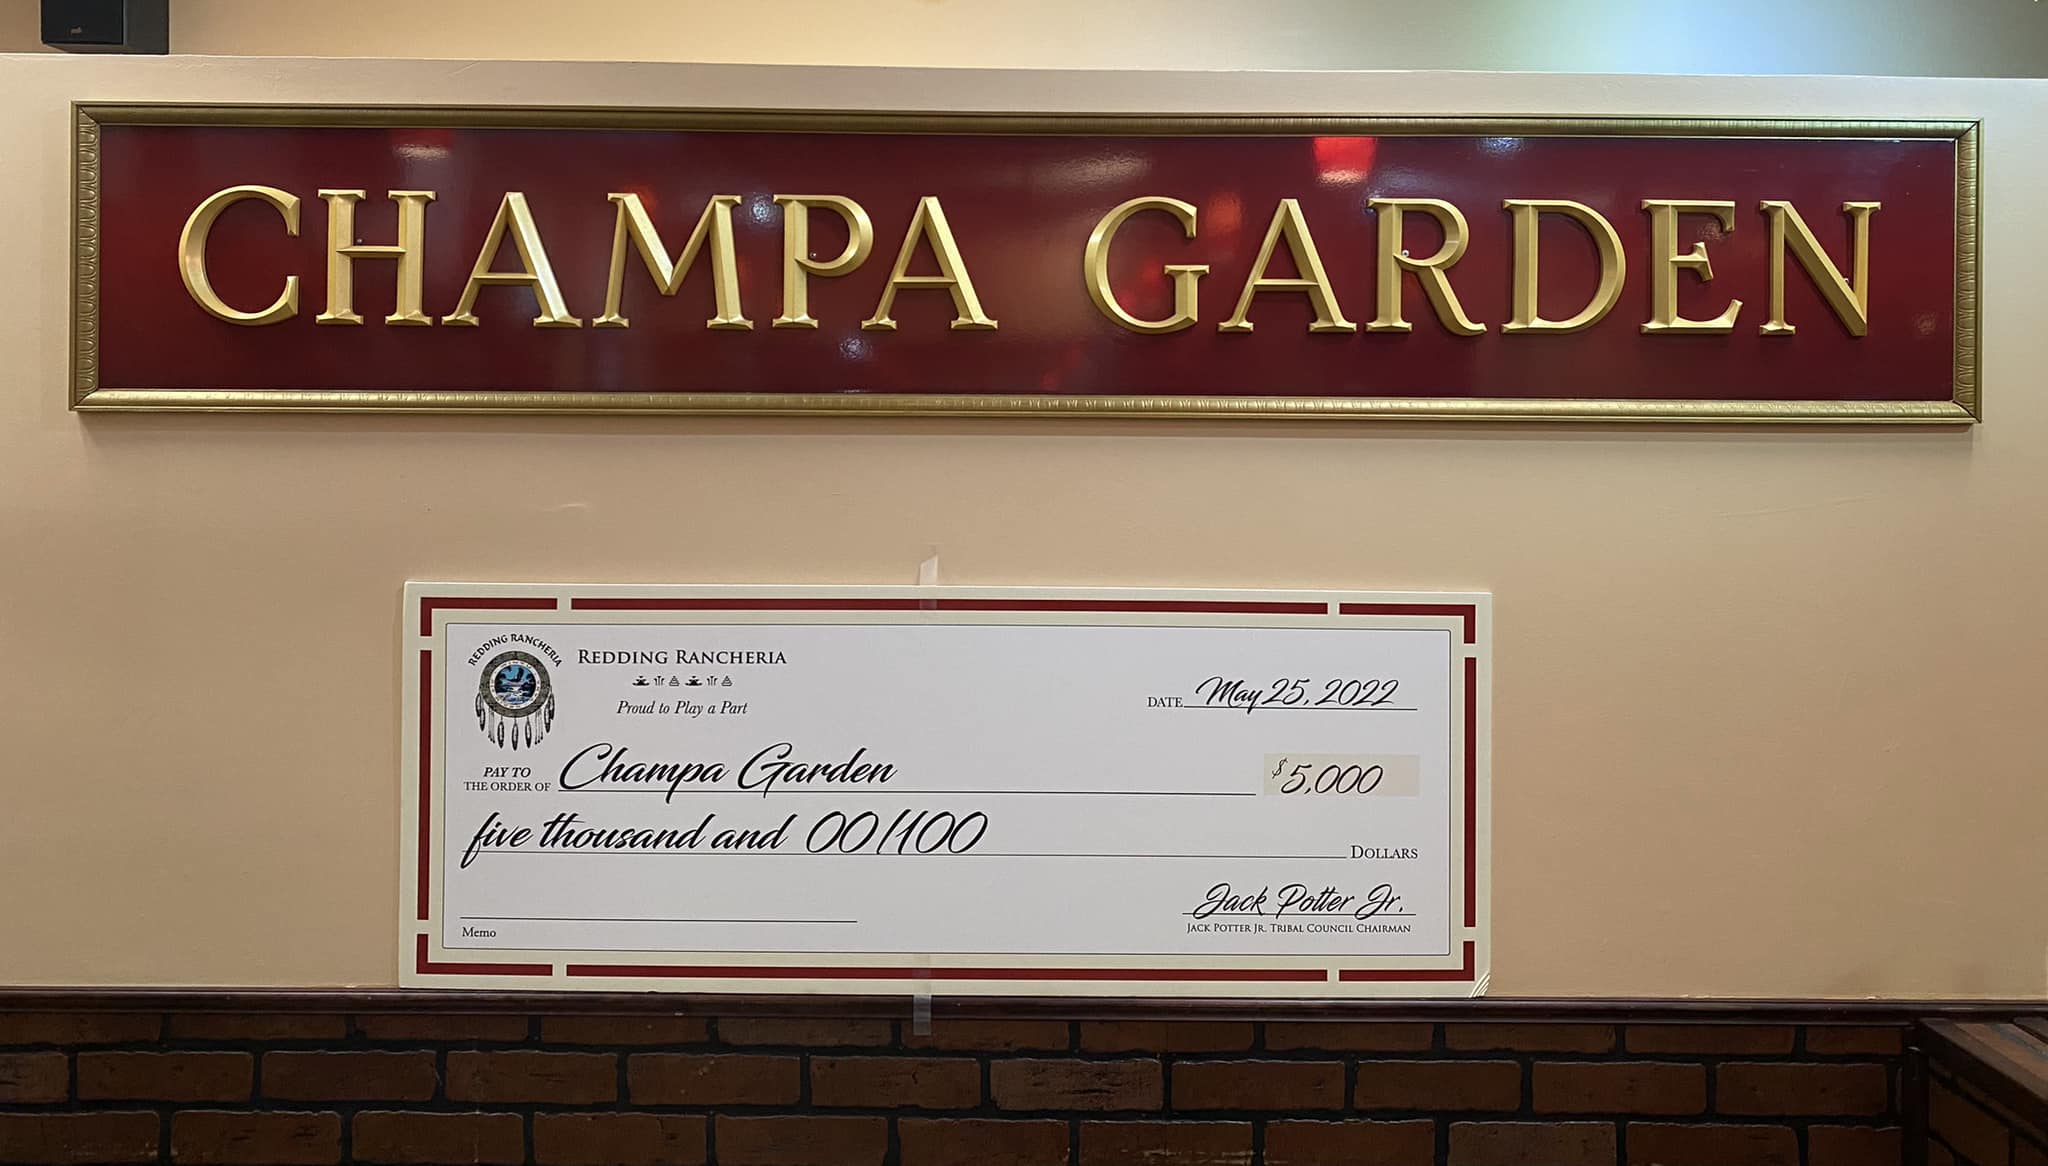 CHAMPA GARDEN
REDDING RANCHERIA
REDDING RANCHERIA
Proud to Play a Part
DATE May 25, 2022
PAY TO
THE ORDER OF Champa Garden $5,000
five thousand and 00/100 DOLLARS
Jack Potter Jr.
Memo JACK POTTER JR. TRIBAL COUNCIL CHAIRMAN